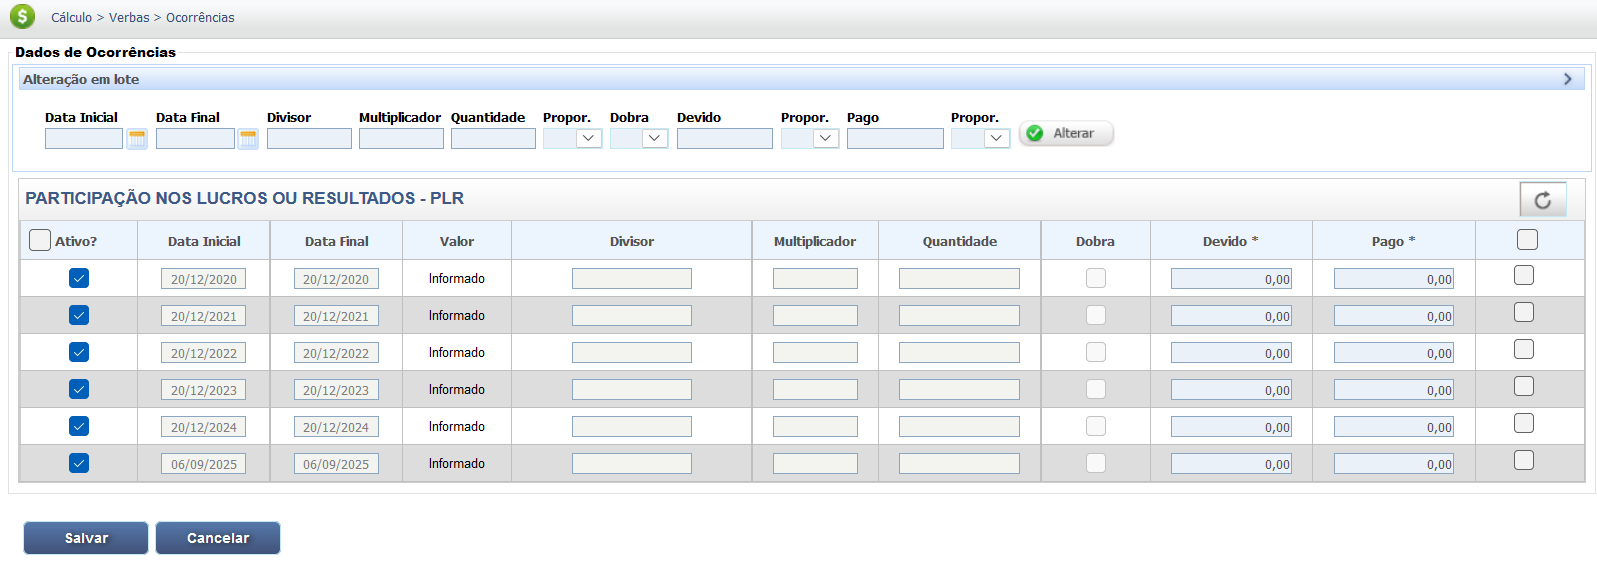 Cálculo > Verbas > Ocorrências
Dados de Ocorrências
Alteração em lote
Data Inicial Data Final Divisor Multiplicador Quantidade Propor. Dobra Devido Propor. Pago Propor.
Alterar
PARTICIPAÇÃO NOS LUCROS OU RESULTADOS - PLR
Ativo? Data Inicial Data Final Valor Divisor Multiplicador Quantidade Dobra Devido * Pago *
20/12/2020 20/12/2020 Informado 0,00 0,00
20/12/2021 20/12/2021 Informado 0,00 0,00
20/12/2022 20/12/2022 Informado 0,00 0,00
20/12/2023 20/12/2023 Informado 0,00 0,00
20/12/2024 20/12/2024 Informado 0,00 0,00
06/09/2025 06/09/2025 Informado 0,00 0,00
Salvar Cancelar